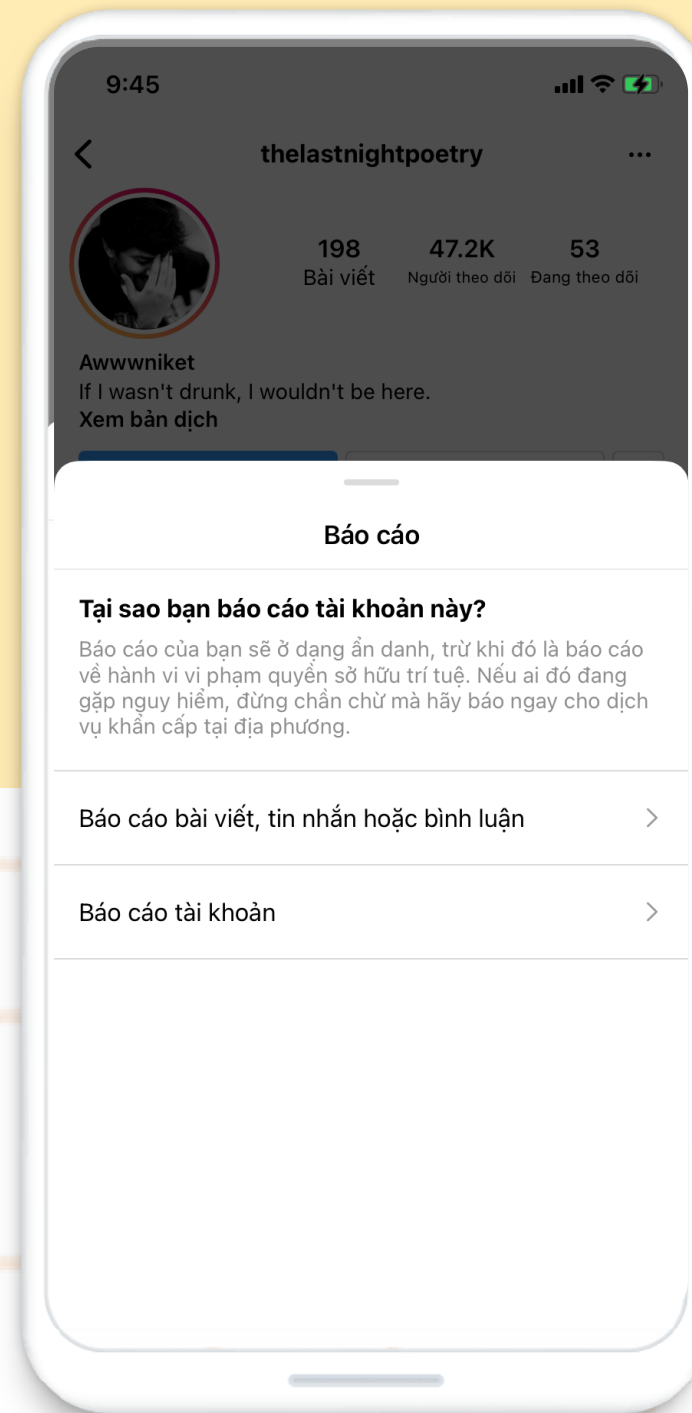 9:45
thelastnightpoetry
198 47.2K 53
Bài viết Người theo dõi Đang theo dõi
Awwwniket
If I wasn't drunk, I wouldn't be here.
Xem bản dịch
Báo cáo
Tại sao bạn báo cáo tài khoản này?
Báo cáo của bạn sẽ ở dạng ẩn danh, trừ khi đó là báo cáo
về hành vi vi phạm quyền sở hữu trí tuệ. Nếu ai đó đang
gặp nguy hiểm, đừng chần chừ mà hãy báo ngay cho dịch
vụ khẩn cấp tại địa phương.
Báo cáo bài viết, tin nhắn hoặc bình luận
Báo cáo tài khoản